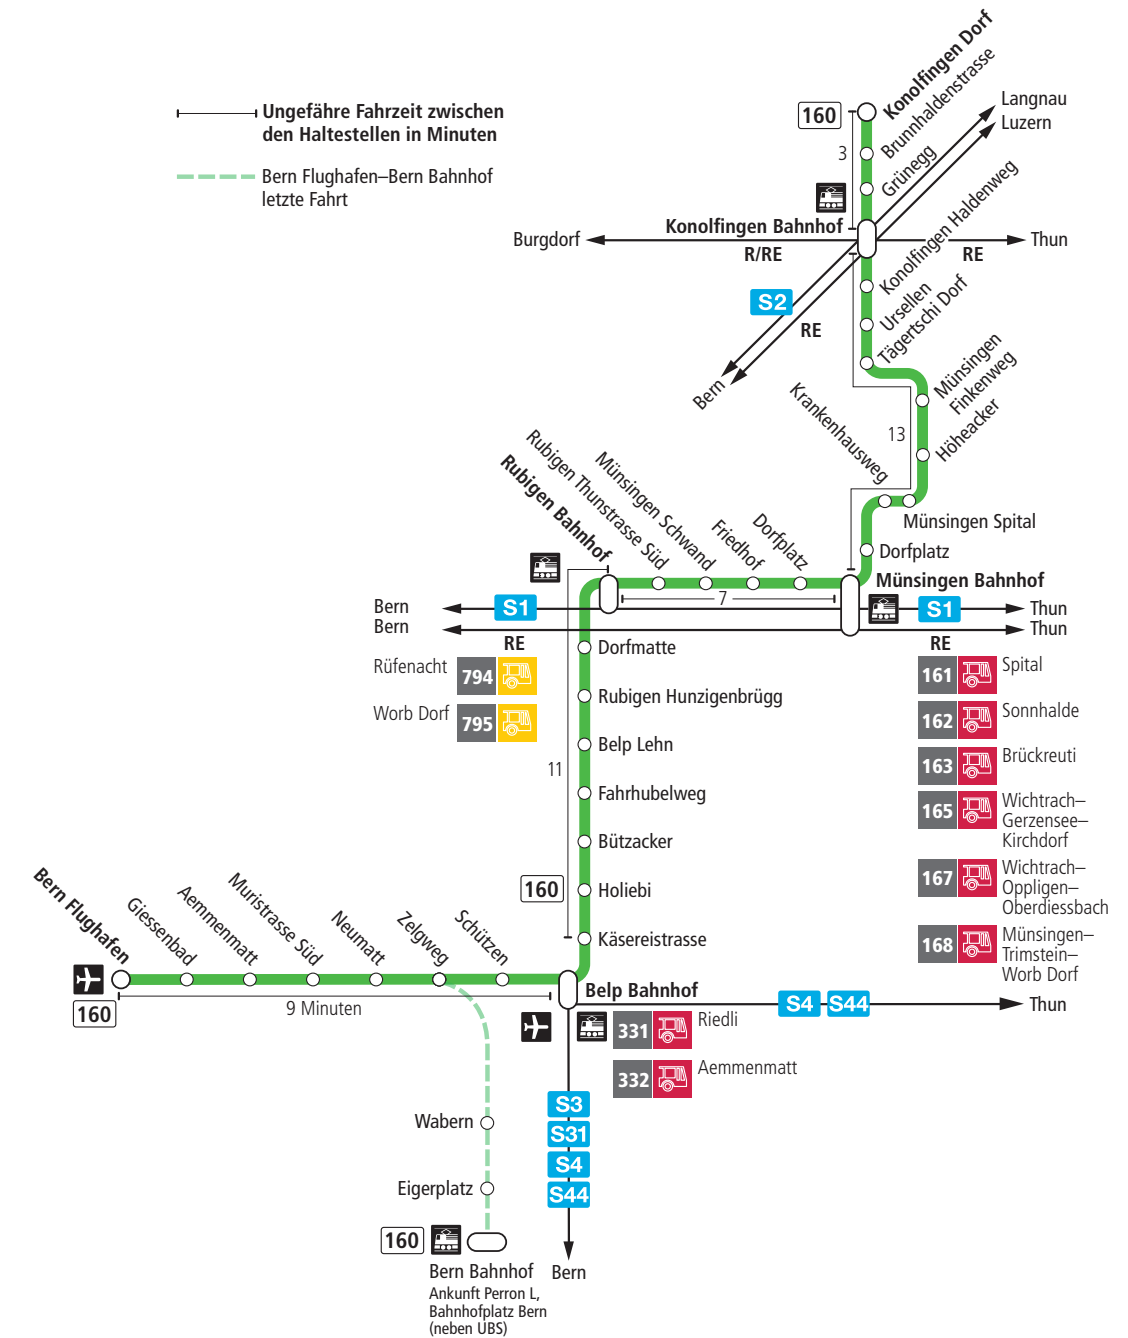 Ungefähre Fahrzeit zwischen
den Haltestellen in Minuten
Bern Flughafen–Bern Bahnhof
letzte Fahrt
160
Konolfingen Dorf
Brunnhaldenstrasse
Grünegg
3
Langnau
Luzern
Konolfingen Bahnhof
Burgdorf
R/RE
RE
Thun
S2
RE
Bern
Konolfingen Haldenweg
Ursellen
Tägertschi Dorf
Münsingen
Finkenweg
Höheacker
13
Krankenhausweg
Münsingen Spital
Dorfplatz
Münsingen Bahnhof
Dorfplatz
Friedhof
Münsingen Schwand
Rubigen Thunstrasse Süd
Rubigen Bahnhof
7
Bern
S1
S1
Thun
Bern
Thun
RE
RE
Rüfenacht
794
Worb Dorf
795
161
Spital
162
Sonnhalde
163
Brückreuti
165
Wichtrach–
Gerzensee–
Kirchdorf
167
Wichtrach–
Oppligen–
Oberdiessbach
168
Münsingen–
Trimstein–
Worb Dorf
Dorfmatte
Rubigen Hunzigenbrügg
Belp Lehn
11
Fahrhubelweg
Bützacker
160
Holiebi
Käsereistrasse
Bern Flughafen
Giessenbad
Aemmenmatt
Muristrasse Süd
Neumatt
Zelgweg
Schützen
160
9 Minuten
Belp Bahnhof
S4
S44
Thun
331
Riedli
332
Aemmenmatt
S3
S31
S4
S44
Bern
Wabern
Eigerplatz
160
Bern Bahnhof
Ankunft Perron L,
Bahnhofplatz Bern
(neben UBS)